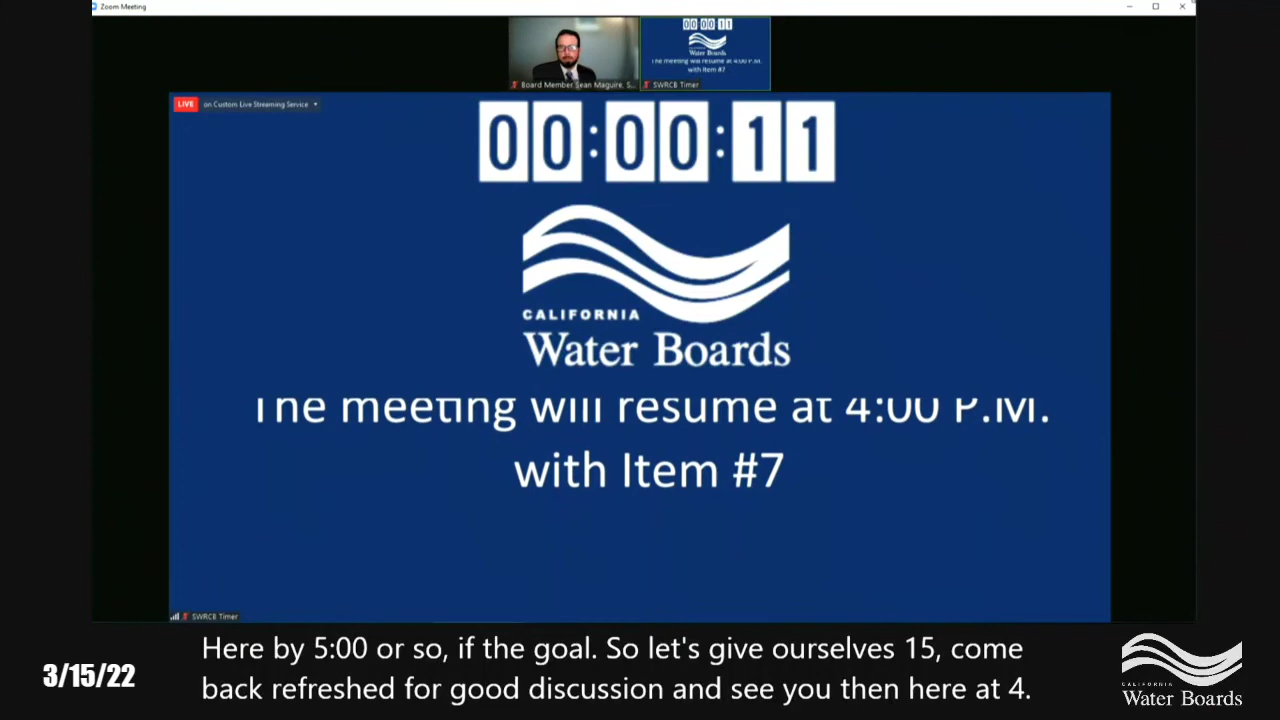 Zoom Meeting
00:00:11
CALIFORNIA
Water Boards
The meeting will resume at 4:00 P.M.
with Item #7
Board Member Sean Maguire, S...
SWRCB Timer
LIVE on Custom Live Streaming Service
00:00:11
CALIFORNIA
Water Boards
The meeting will resume at 4:00 P.M.
with Item #7
SWRCB Timer
Here by 5:00 or so, if the goal. So let's give ourselves 15, come
back refreshed for good discussion and see you then here at 4.
3/15/22
CALIFORNIA
Water Boards